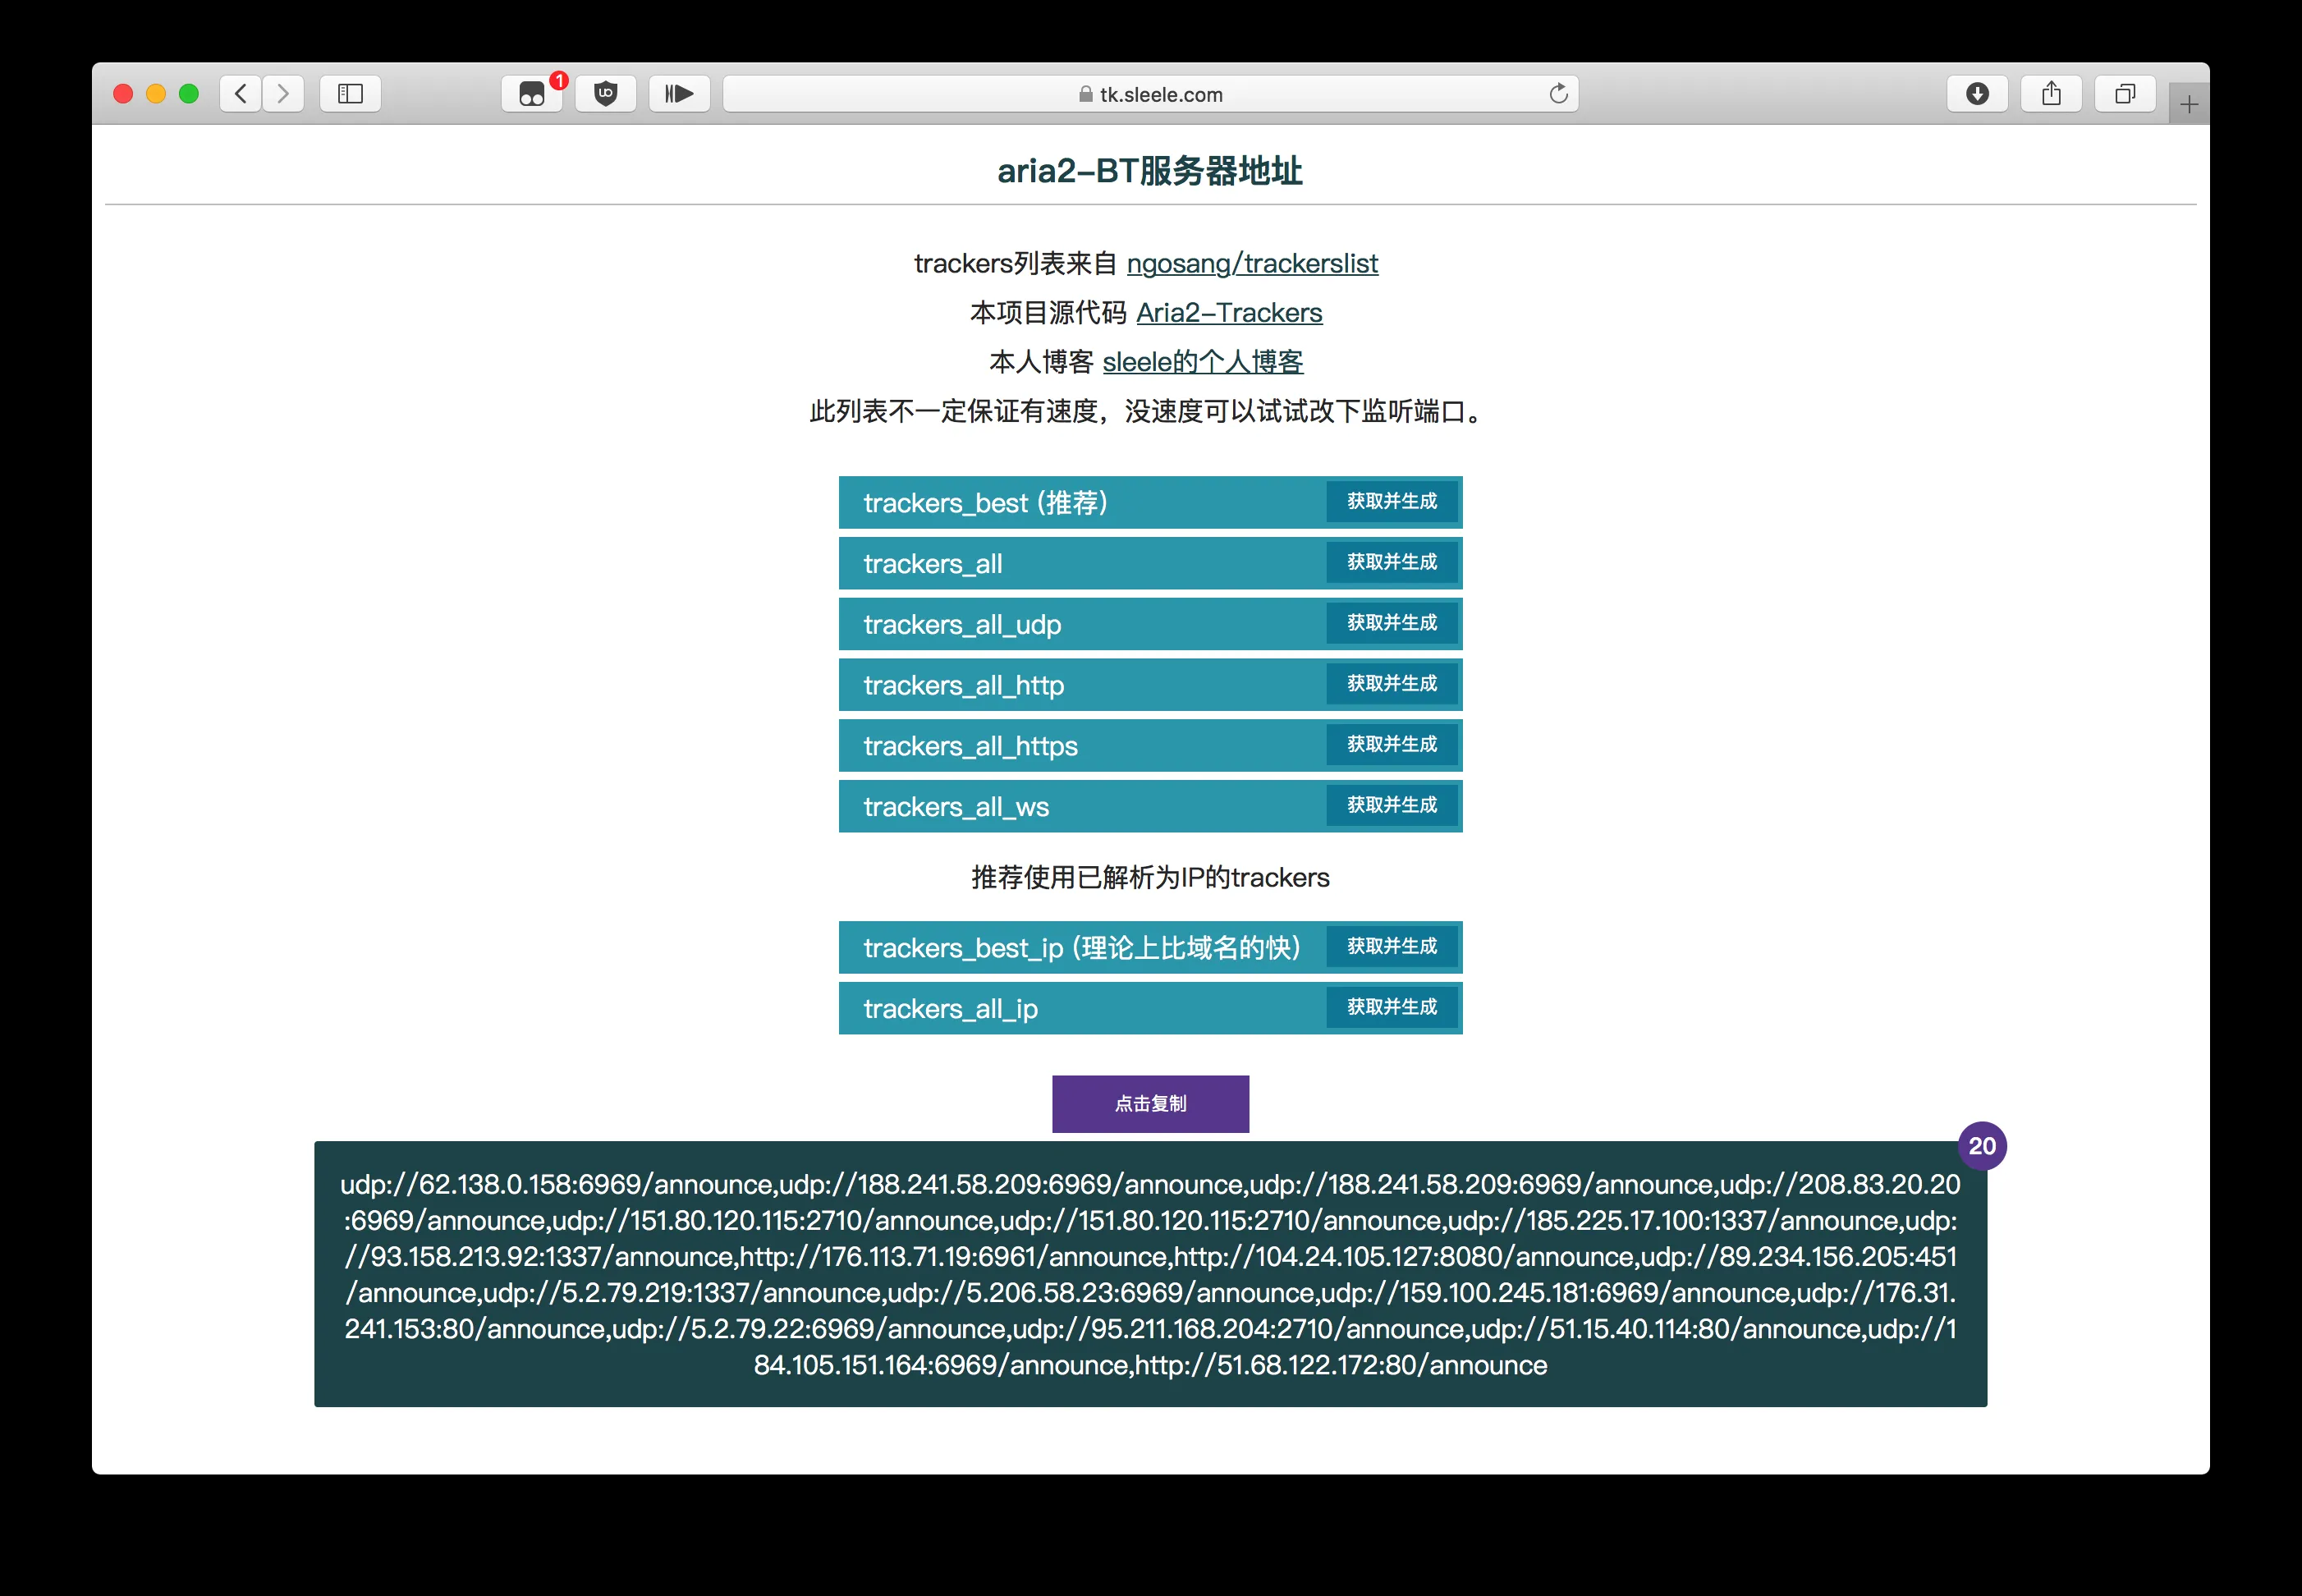 1
tk.sleele.com
aria2-BT服务器地址
trackers列表来自 ngosang/trackerslist
本项目源代码 Aria2-Trackers
本人博客 sleele的个人博客
此列表不一定保证有速度，没速度可以试试改下监听端口。
trackers_best (推荐) 获取并生成
trackers_all 获取并生成
trackers_all_udp 获取并生成
trackers_all_http 获取并生成
trackers_all_https 获取并生成
trackers_all_ws 获取并生成
推荐使用已解析为IP的trackers
trackers_best_ip (理论上比域名的快) 获取并生成
trackers_all_ip 获取并生成
点击复制
20
udp://62.138.0.158:6969/announce,udp://188.241.58.209:6969/announce,udp://188.241.58.209:6969/announce,udp://208.83.20.20
:6969/announce,udp://151.80.120.115:2710/announce,udp://151.80.120.115:2710/announce,udp://185.225.17.100:1337/announce,udp:
//93.158.213.92:1337/announce,http://176.113.71.19:6961/announce,http://104.24.105.127:8080/announce,udp://89.234.156.205:451
/announce,udp://5.2.79.219:1337/announce,udp://5.206.58.23:6969/announce,udp://159.100.245.181:6969/announce,udp://176.31.
241.153:80/announce,udp://5.2.79.22:6969/announce,udp://95.211.168.204:2710/announce,udp://51.15.40.114:80/announce,udp://1
84.105.151.164:6969/announce,http://51.68.122.172:80/announce